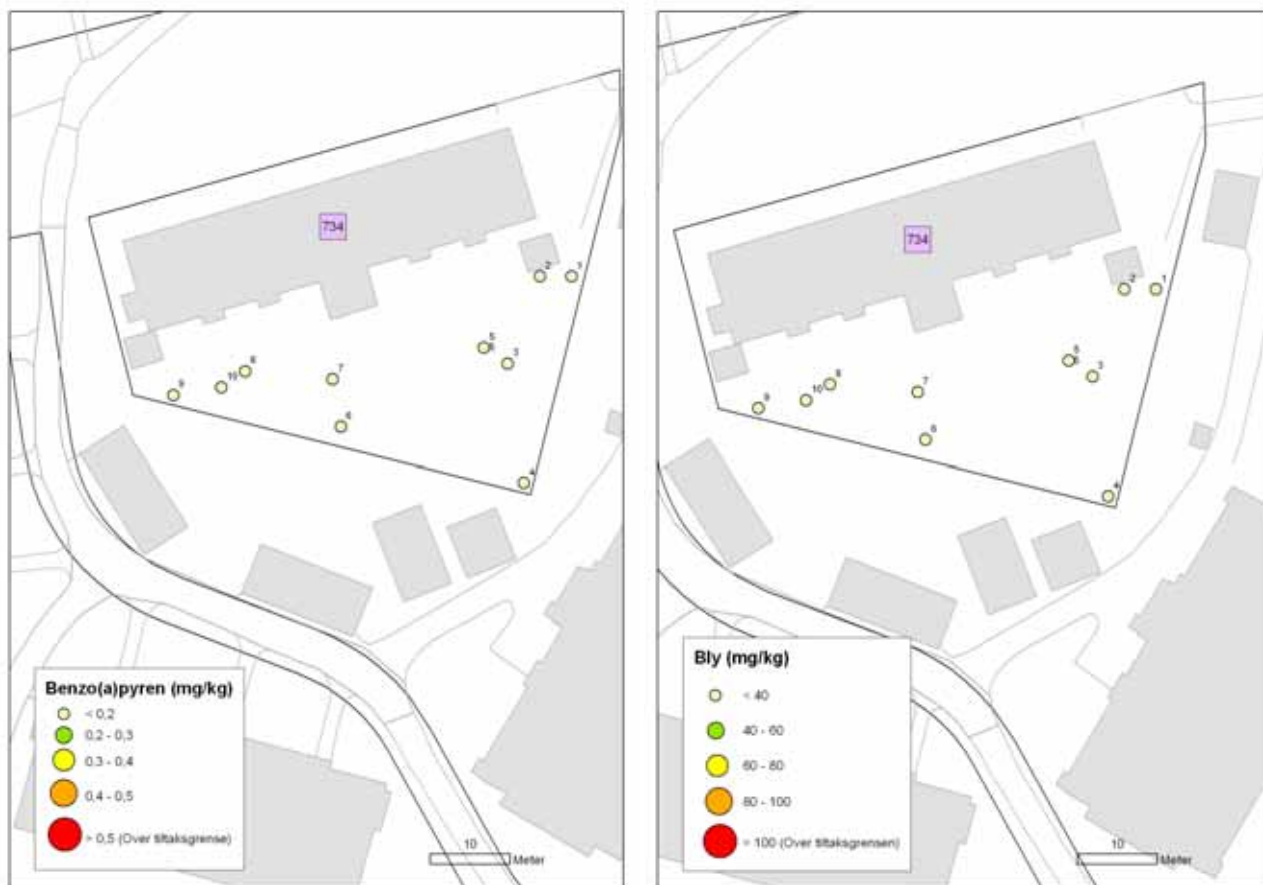 734
2 1
5
3
8 7
10
9
6
4
Benzo(a)pyren (mg/kg)
< 0,2
0,2 - 0,3
0,3 - 0,4
0,4 - 0,5
> 0,5 (Over tiltaksgrense)
10
Meter
734
2 1
5
3
8 7
10
9
6
4
Bly (mg/kg)
< 40
40 - 60
60 - 80
80 - 100
> 100 (Over tiltaksgrensen)
10
Meter